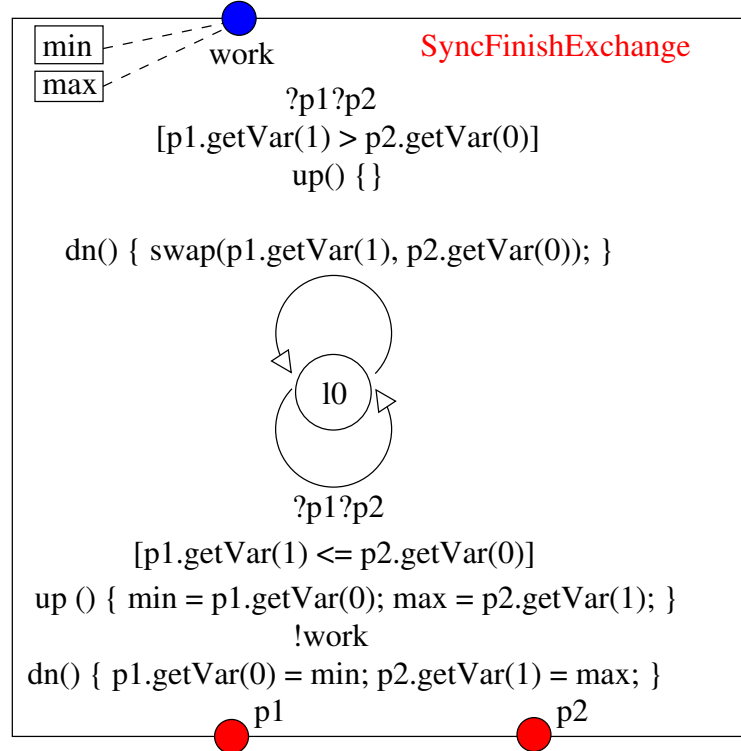 min
max
work
SyncFinishExchange
?p1?p2
[p1.getVar(1) > p2.getVar(0)]
up() {}
dn() { swap(p1.getVar(1), p2.getVar(0)); }
l0
?p1?p2
[p1.getVar(1) <= p2.getVar(0)]
up () { min = p1.getVar(0); max = p2.getVar(1); }
!work
dn() { p1.getVar(0) = min; p2.getVar(1) = max; }
p1
p2